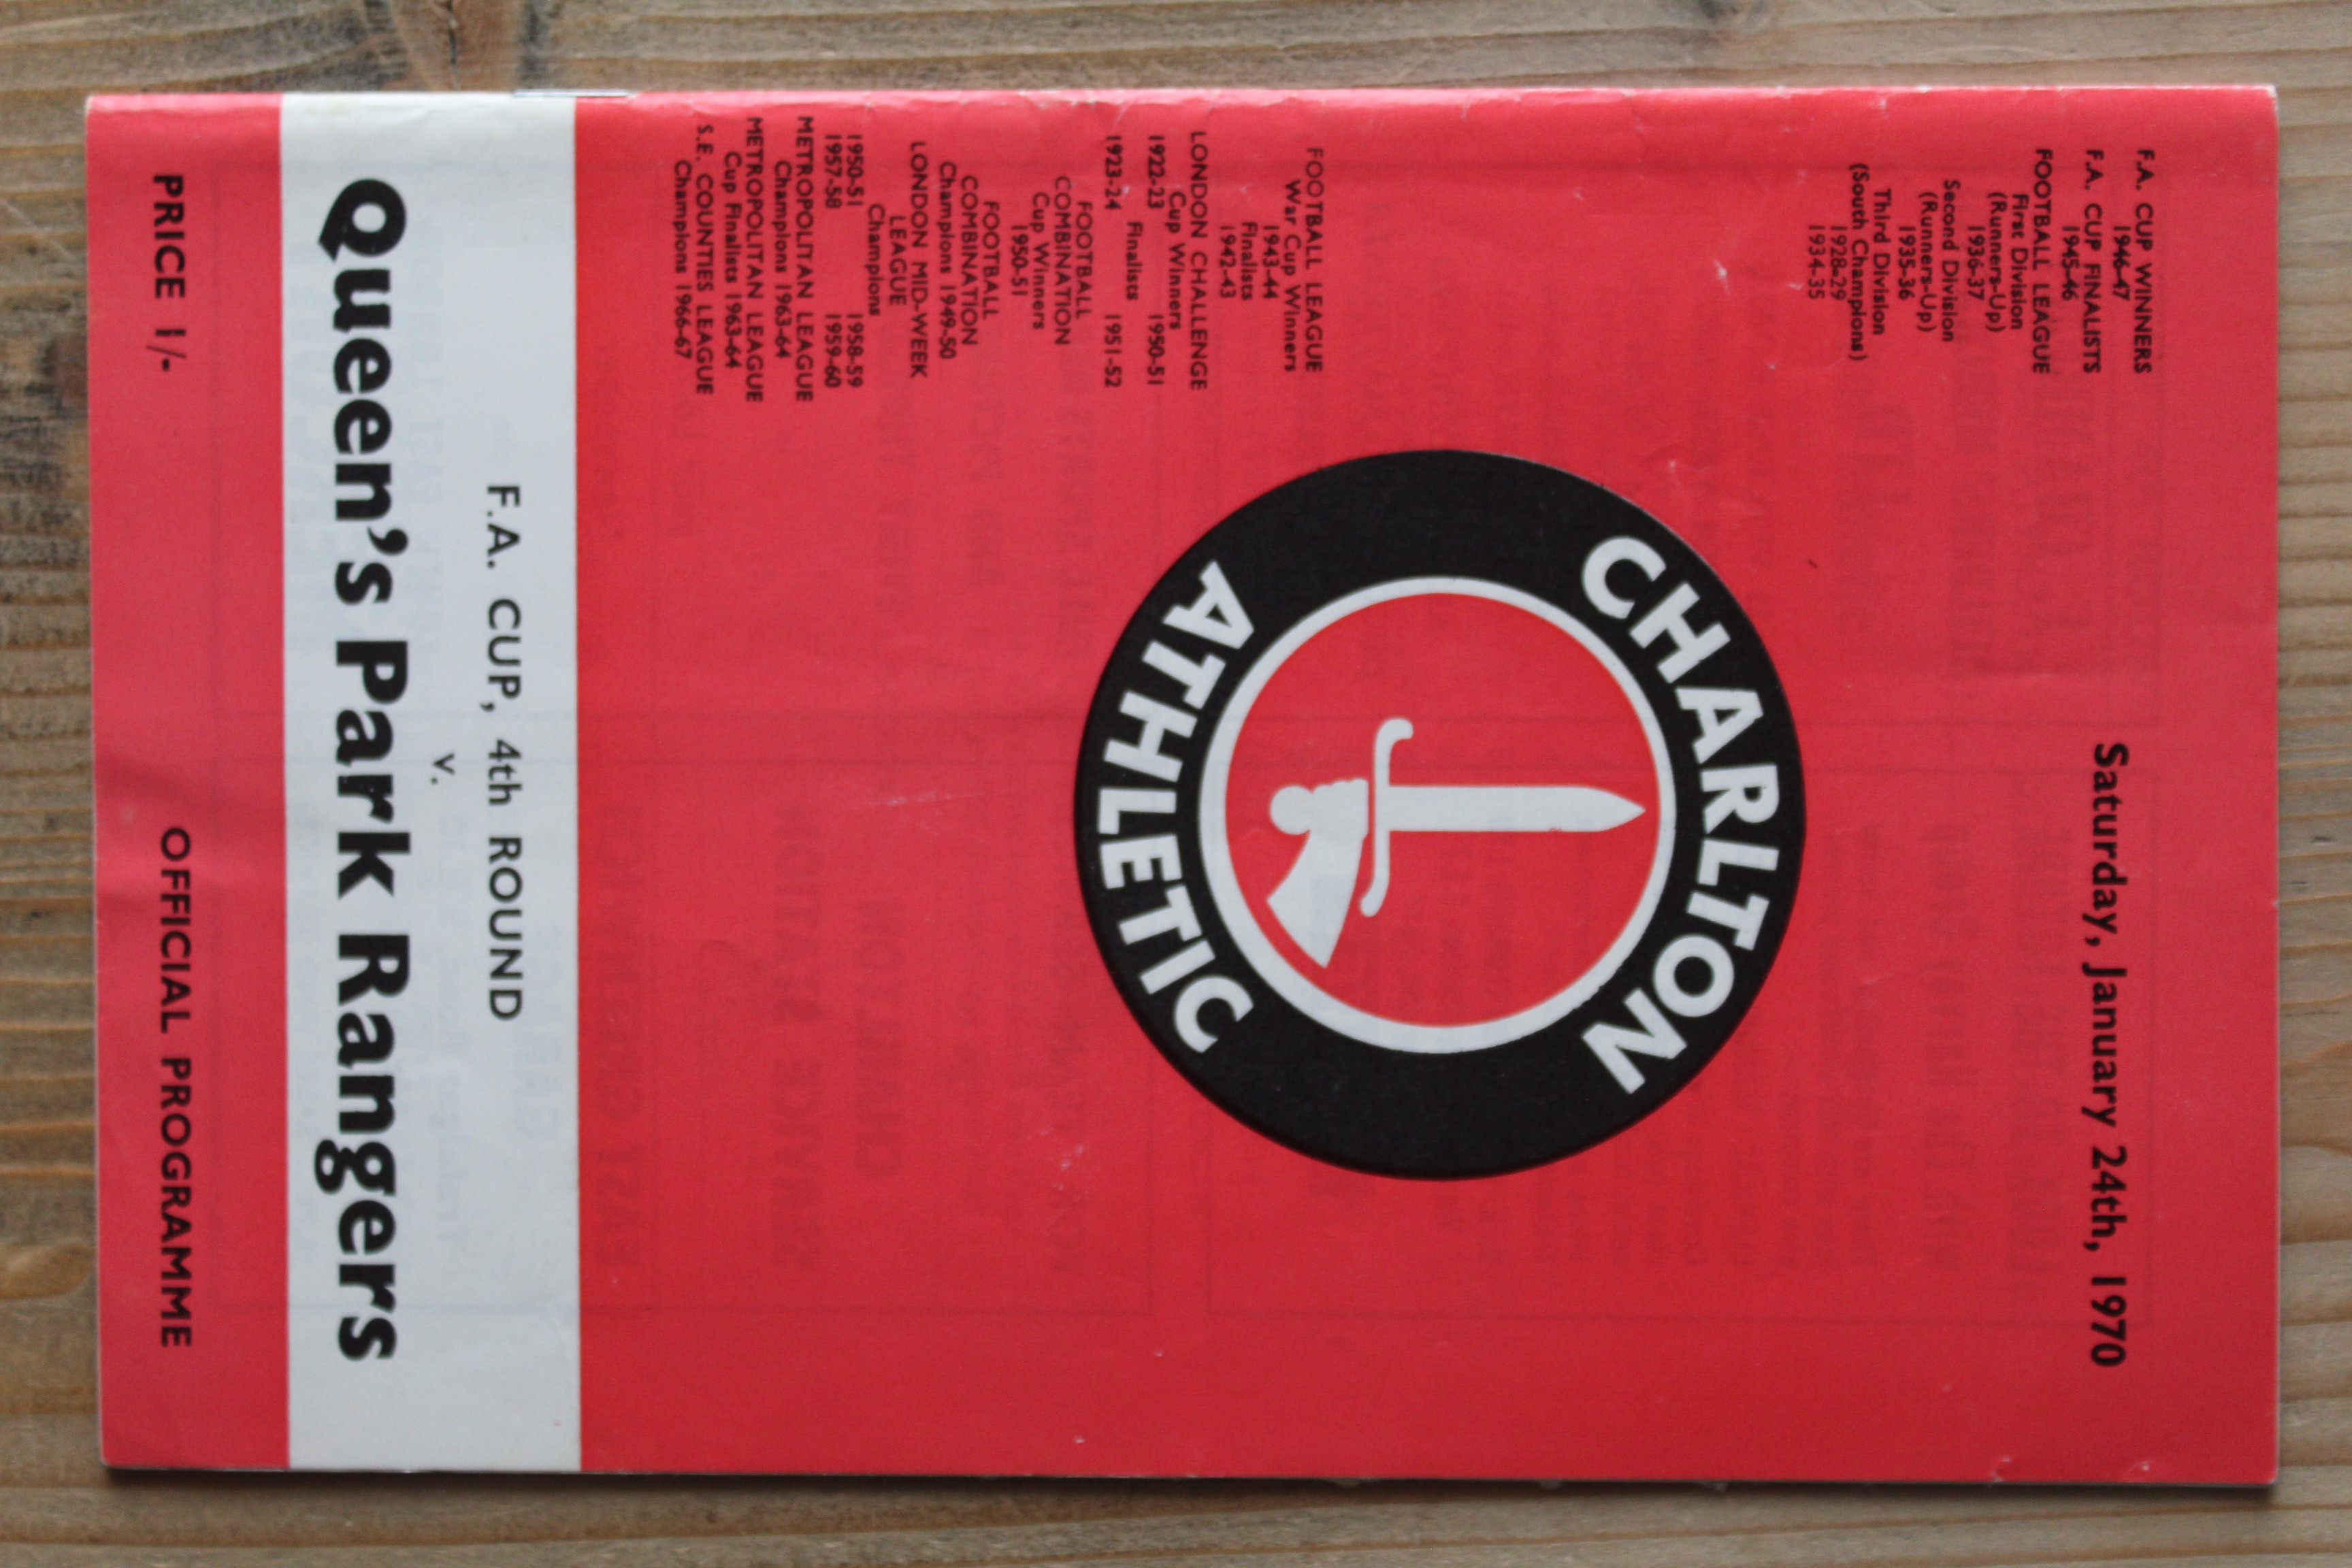 Saturday, January 24th, 1970
F.A. CUP WINNERS
1946-47
F.A. CUP FINALISTS
1945-46
FOOTBALL LEAGUE
First Division
(Runners-Up)
1936-37
Second Division
(Runners-Up)
1935-36
Third Division
(South Champions)
1928-29
1934-35
CHARLTON
ATHLETIC
FOOTBALL LEAGUE
War Cup Winners
1943-44
Finalists
1942-43
LONDON CHALLENGE
Cup Winners
1922-23 1950-51
Finalists
1923-24 1951-52
FOOTBALL
COMBINATION
Cup Winners
1950-51
FOOTBALL
COMBINATION
Champions 1949-50
LONDON MID-WEEK
LEAGUE
Champions
1950-51 1958-59
1957-58 1959-60
METROPOLITAN LEAGUE
Champions 1963-64
METROPOLITAN LEAGUE
Cup Finalists 1963-64
S.E. COUNTIES LEAGUE
Champions 1966-67
F.A. CUP, 4th ROUND
v.
Queen's Park Rangers
PRICE 1/- OFFICIAL PROGRAMME